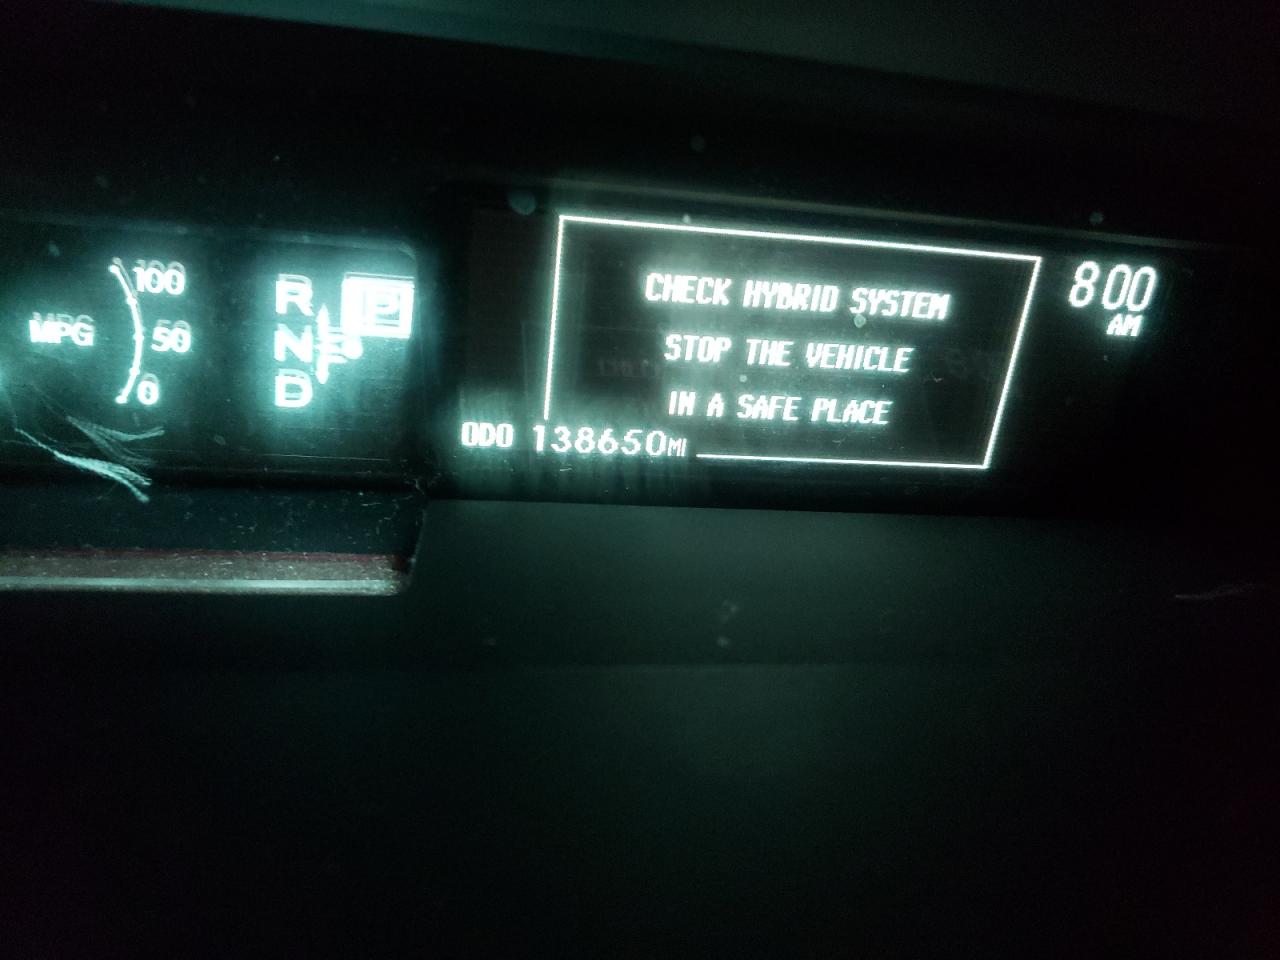 100
MPG
50
0
R
P
N
D
CHECK HYBRID SYSTEM
STOP THE VEHICLE
IN A SAFE PLACE
ODO 138650MI
8:00
AM